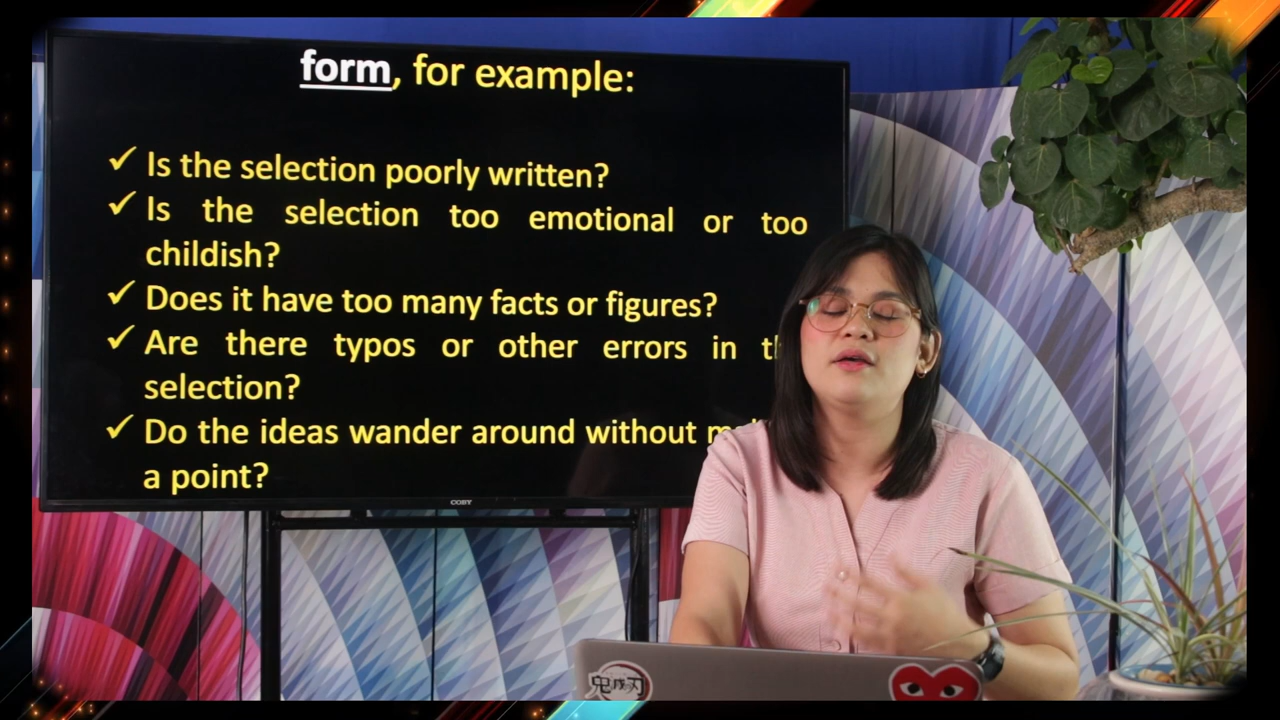 form, for example:
✓ Is the selection poorly written?
✓ Is the selection too emotional or too
childish?
✓ Does it have too many facts or figures?
✓ Are there typos or other errors in
selection?
✓ Do the ideas wander around without
a point?
COBY